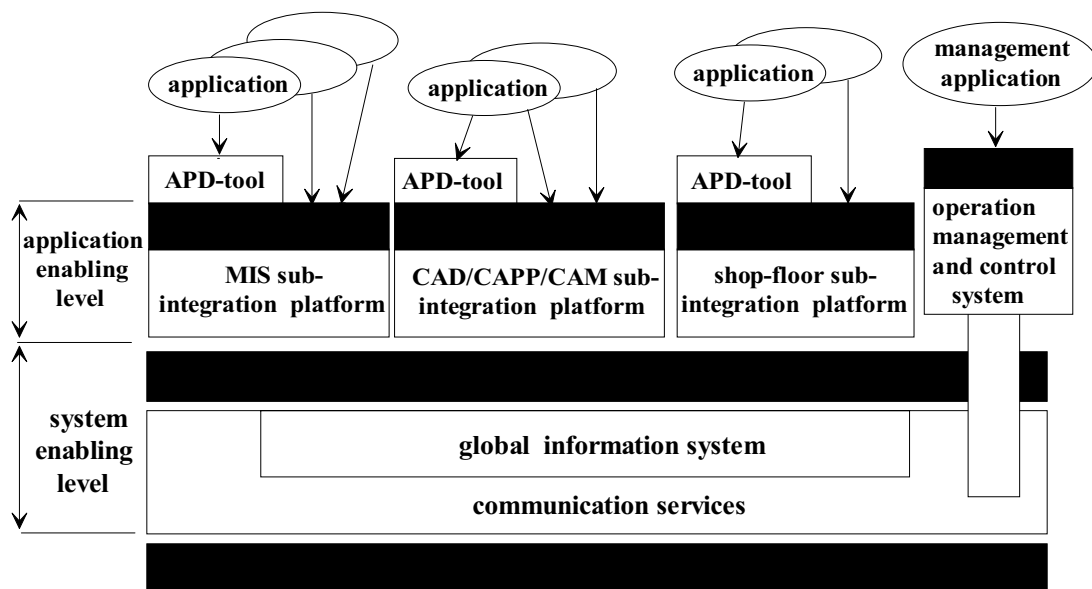 application
application
application
management
application
APD-tool
APD-tool
APD-tool
application
enabling
level
MIS sub-
integration platform
CAD/CAPP/CAM sub-
integration platform
shop-floor sub-
integration platform
operation
management
and control
system
system
enabling
level
global information system
communication services